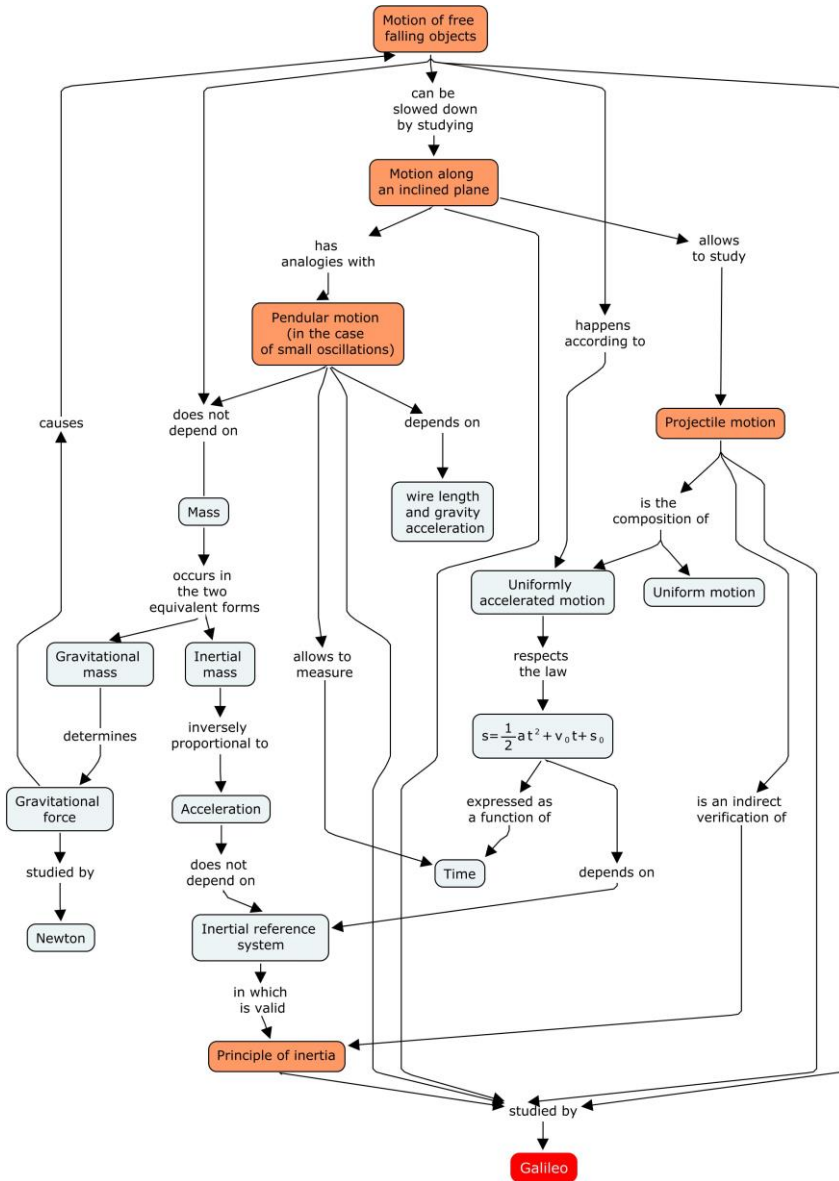 Motion of free
falling objects
can be
slowed down
by studying
Motion along
an inclined plane
has
analogies with
allows
to study
Pendular motion
(in the case
of small oscillations)
happens
according to
causes
does not
depend on
depends on
Projectile motion
wire length
and gravity
acceleration
Mass
is the
composition of
occurs in
the two
equivalent forms
Uniformly
accelerated motion
Uniform motion
Gravitational
mass
Inertial
mass
allows to
measure
respects
the law
determines
inversely
proportional to
s=\frac{1}{2}at²+v₀t+s₀
Gravitational
force
Acceleration
expressed as
a function of
is an indirect
verification of
studied by
does not
depend on
Time
depends on
Newton
Inertial reference
system
in which
is valid
Principle of inertia
studied by
Galileo